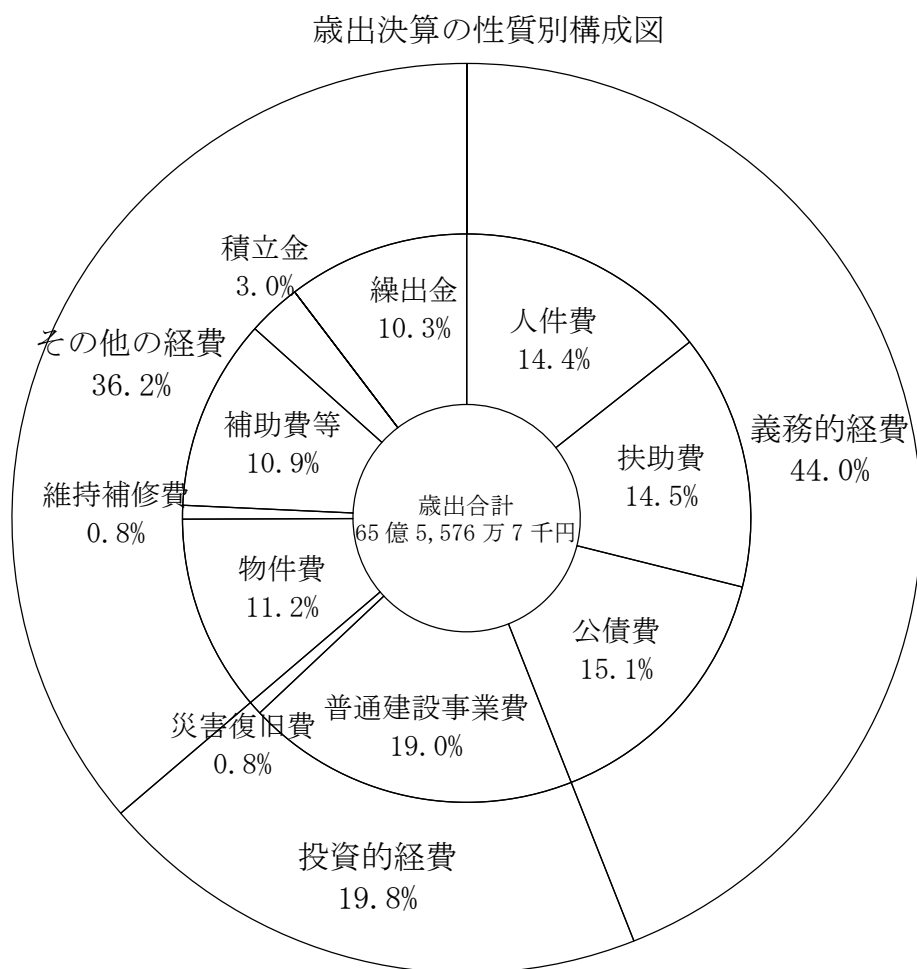 歳出決算の性質別構成図
積立金
3.0%
繰出金
10.3%
人件費
14.4%
その他の経費
36.2%
補助費等
10.9%
扶助費
14.5%
義務的経費
44.0%
維持補修費
0.8%
歳出合計
65 億 5,576 万 7 千円
物件費
11.2%
公債費
15.1%
災害復旧費
0.8%
普通建設事業費
19.0%
投資的経費
19.8%